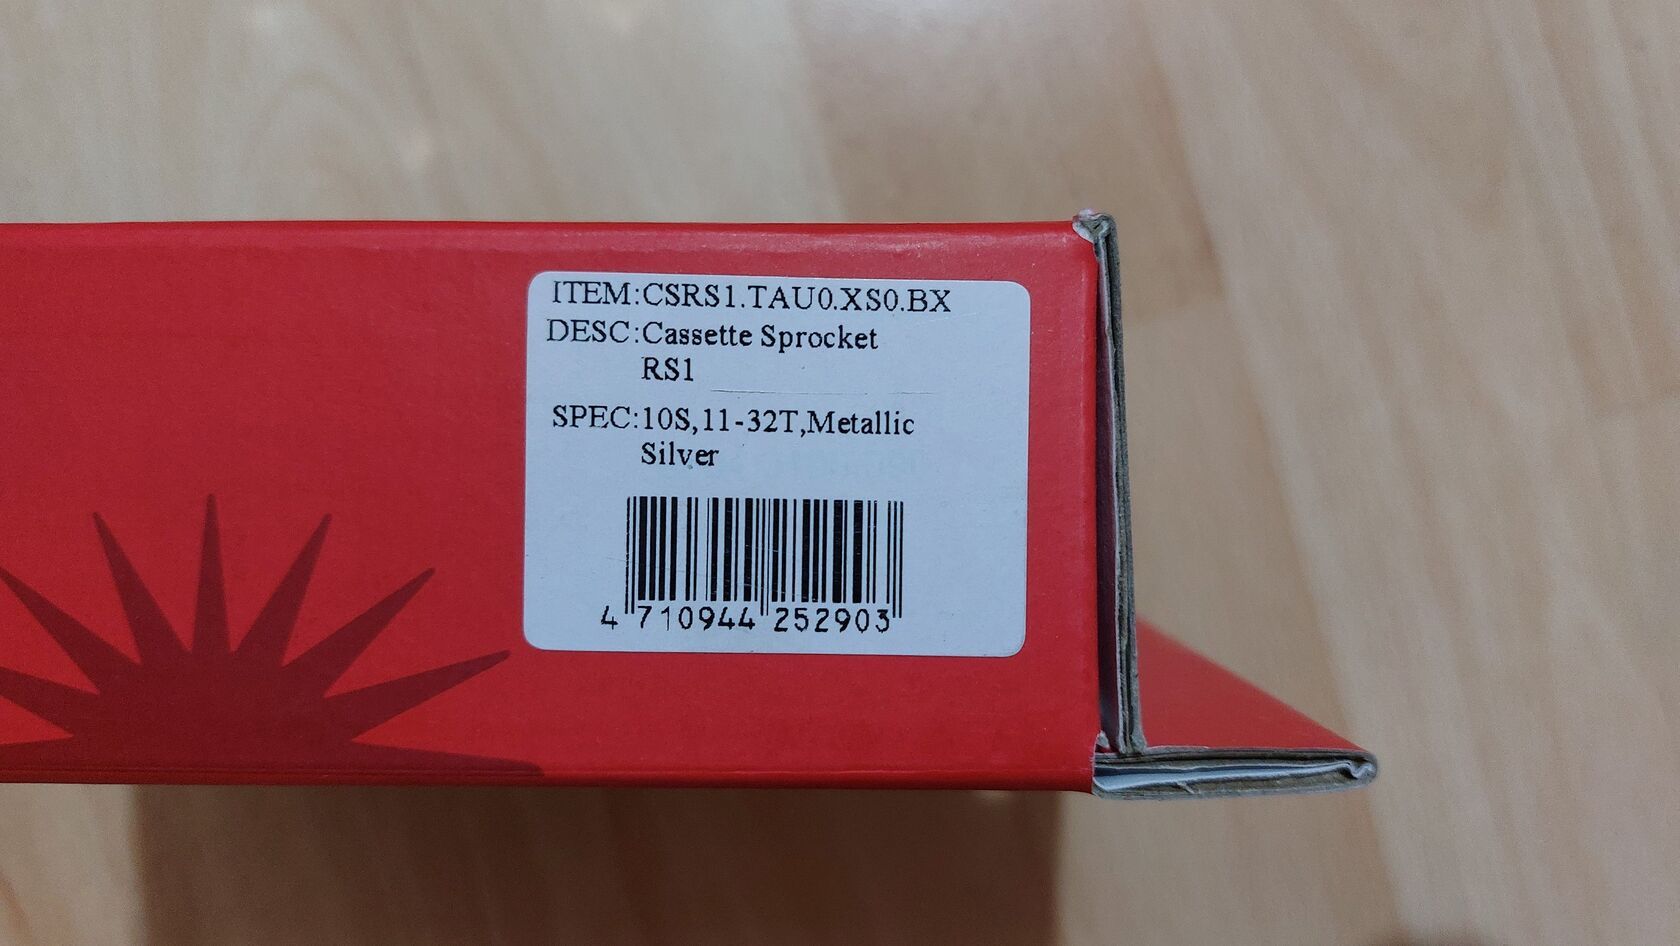 ITEM:CSRS1.TAU0.XS0.BX
DESC:Cassette Sprocket
RS1
SPEC:10S,11-32T,Metallic
Silver
4 710944 252903